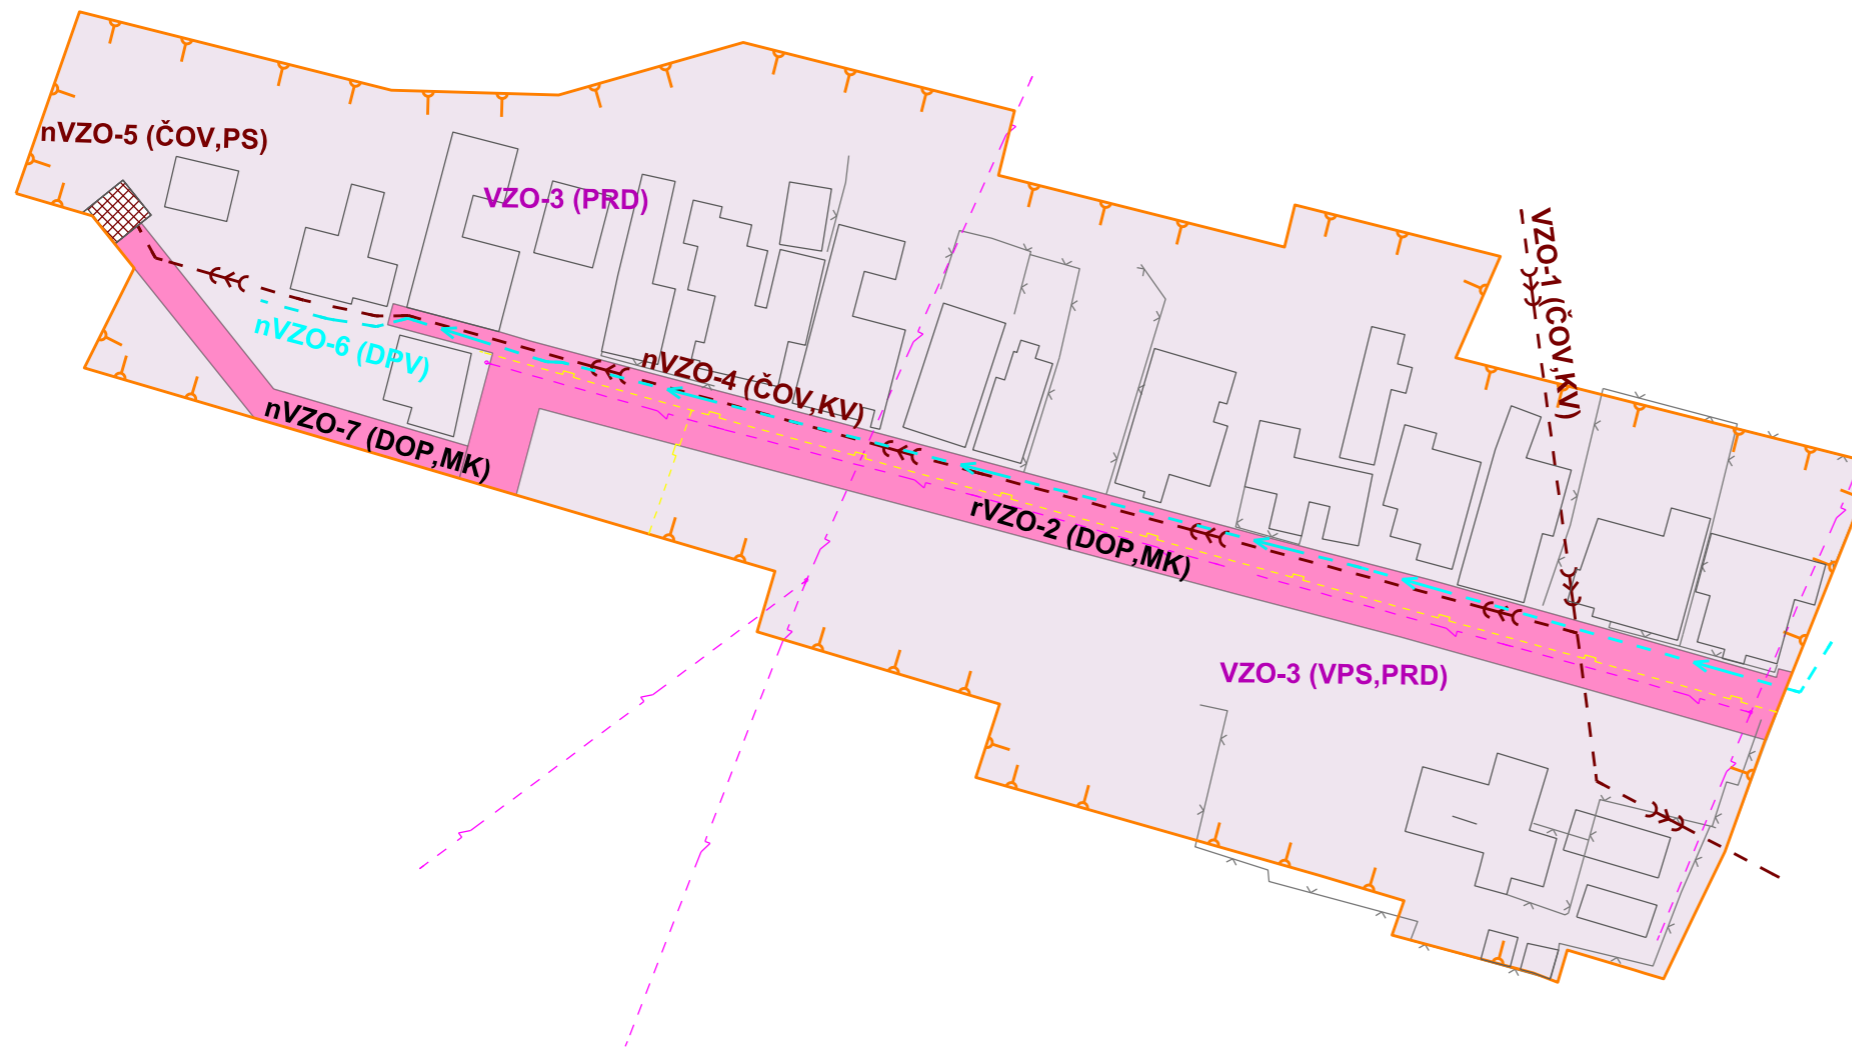 nVZO-5 (ČOV,PS)
VZO-3 (PRD)
VZO-1 (ČOV,KV)
nVZO-6 (DPV)
nVZO-4 (ČOV,KV)
nVZO-7 (DOP,MK)
rVZO-2 (DOP,MK)
VZO-3 (VPS,PRD)